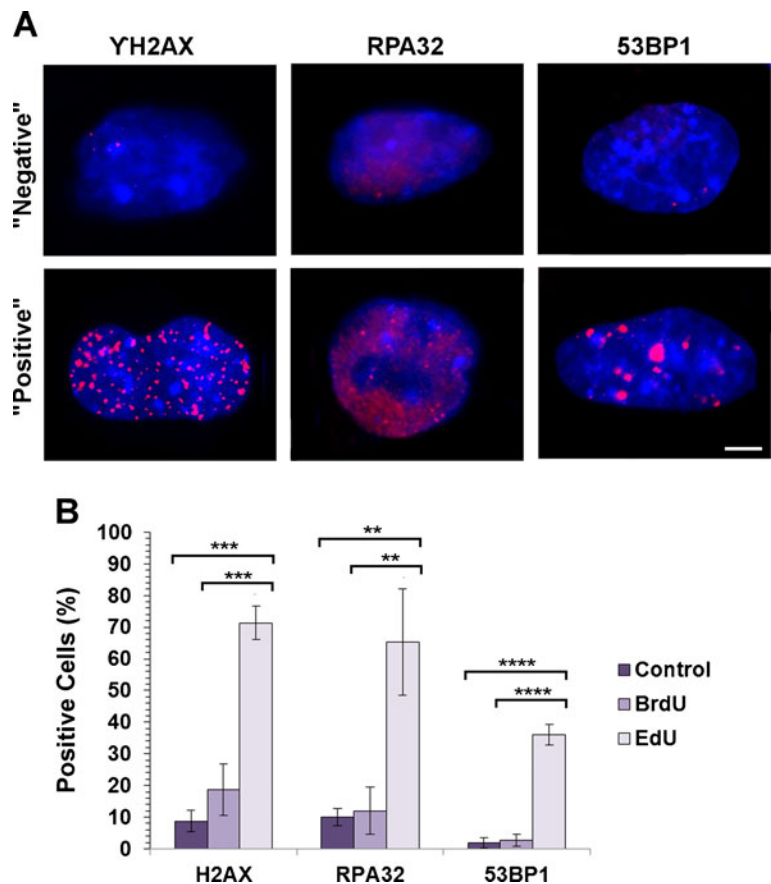 A
ϒH2AX RPA32 53BP1
"Negative"
"Positive"
B
Positive Cells (%)
100
90
80
70
60
50
40
30
20
10
0
***
***
**
**
****
****
H2AX RPA32 53BP1
Control
BrdU
EdU